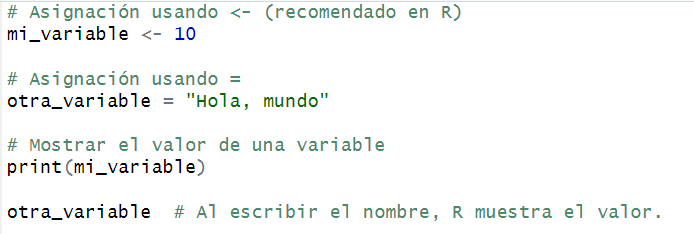 # Asignación usando <- (recomendado en R)
mi_variable <- 10
# Asignación usando =
otra_variable = "Hola, mundo"
# Mostrar el valor de una variable
print(mi_variable)
otra_variable  # Al escribir el nombre, R muestra el valor.